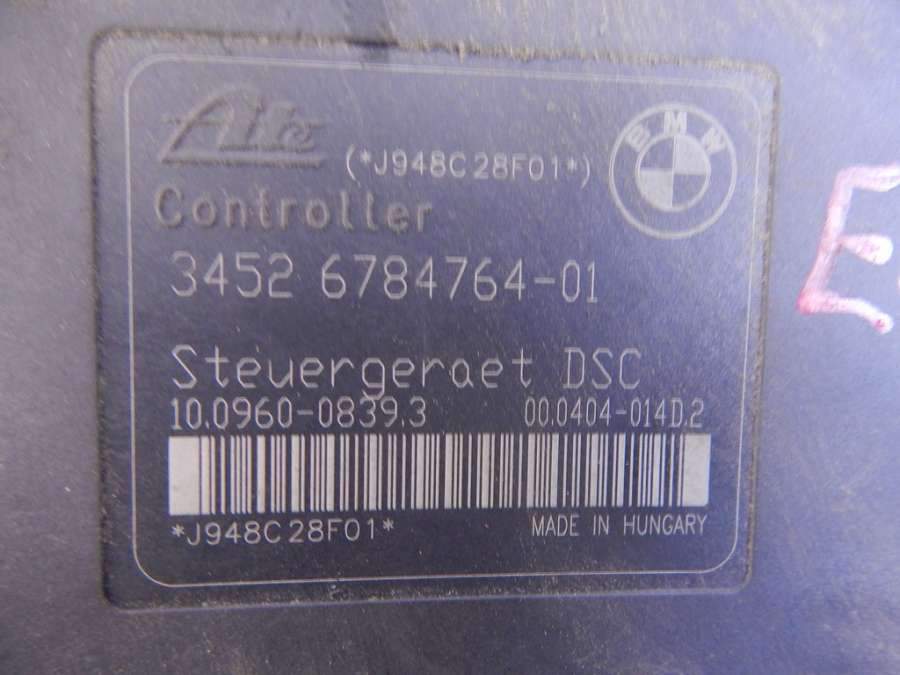 Ate
(*J948C28F01*)
BMW
Controller
3452 6784764-01
Steuergeraet DSC
10.0960-0839.3 00.0404-014D.2
*J948C28F01*
MADE IN HUNGARY
E